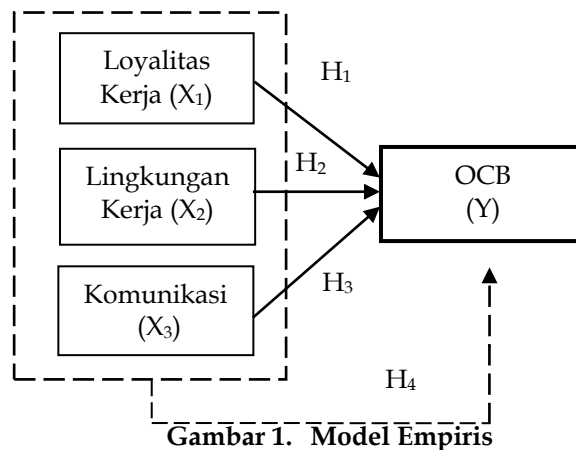 Loyalitas
Kerja (X₁)
H₁
Lingkungan
Kerja (X₂)
H₂
OCB
(Y)
Komunikasi
(X₃)
H₃
H₄
Gambar 1. Model Empiris